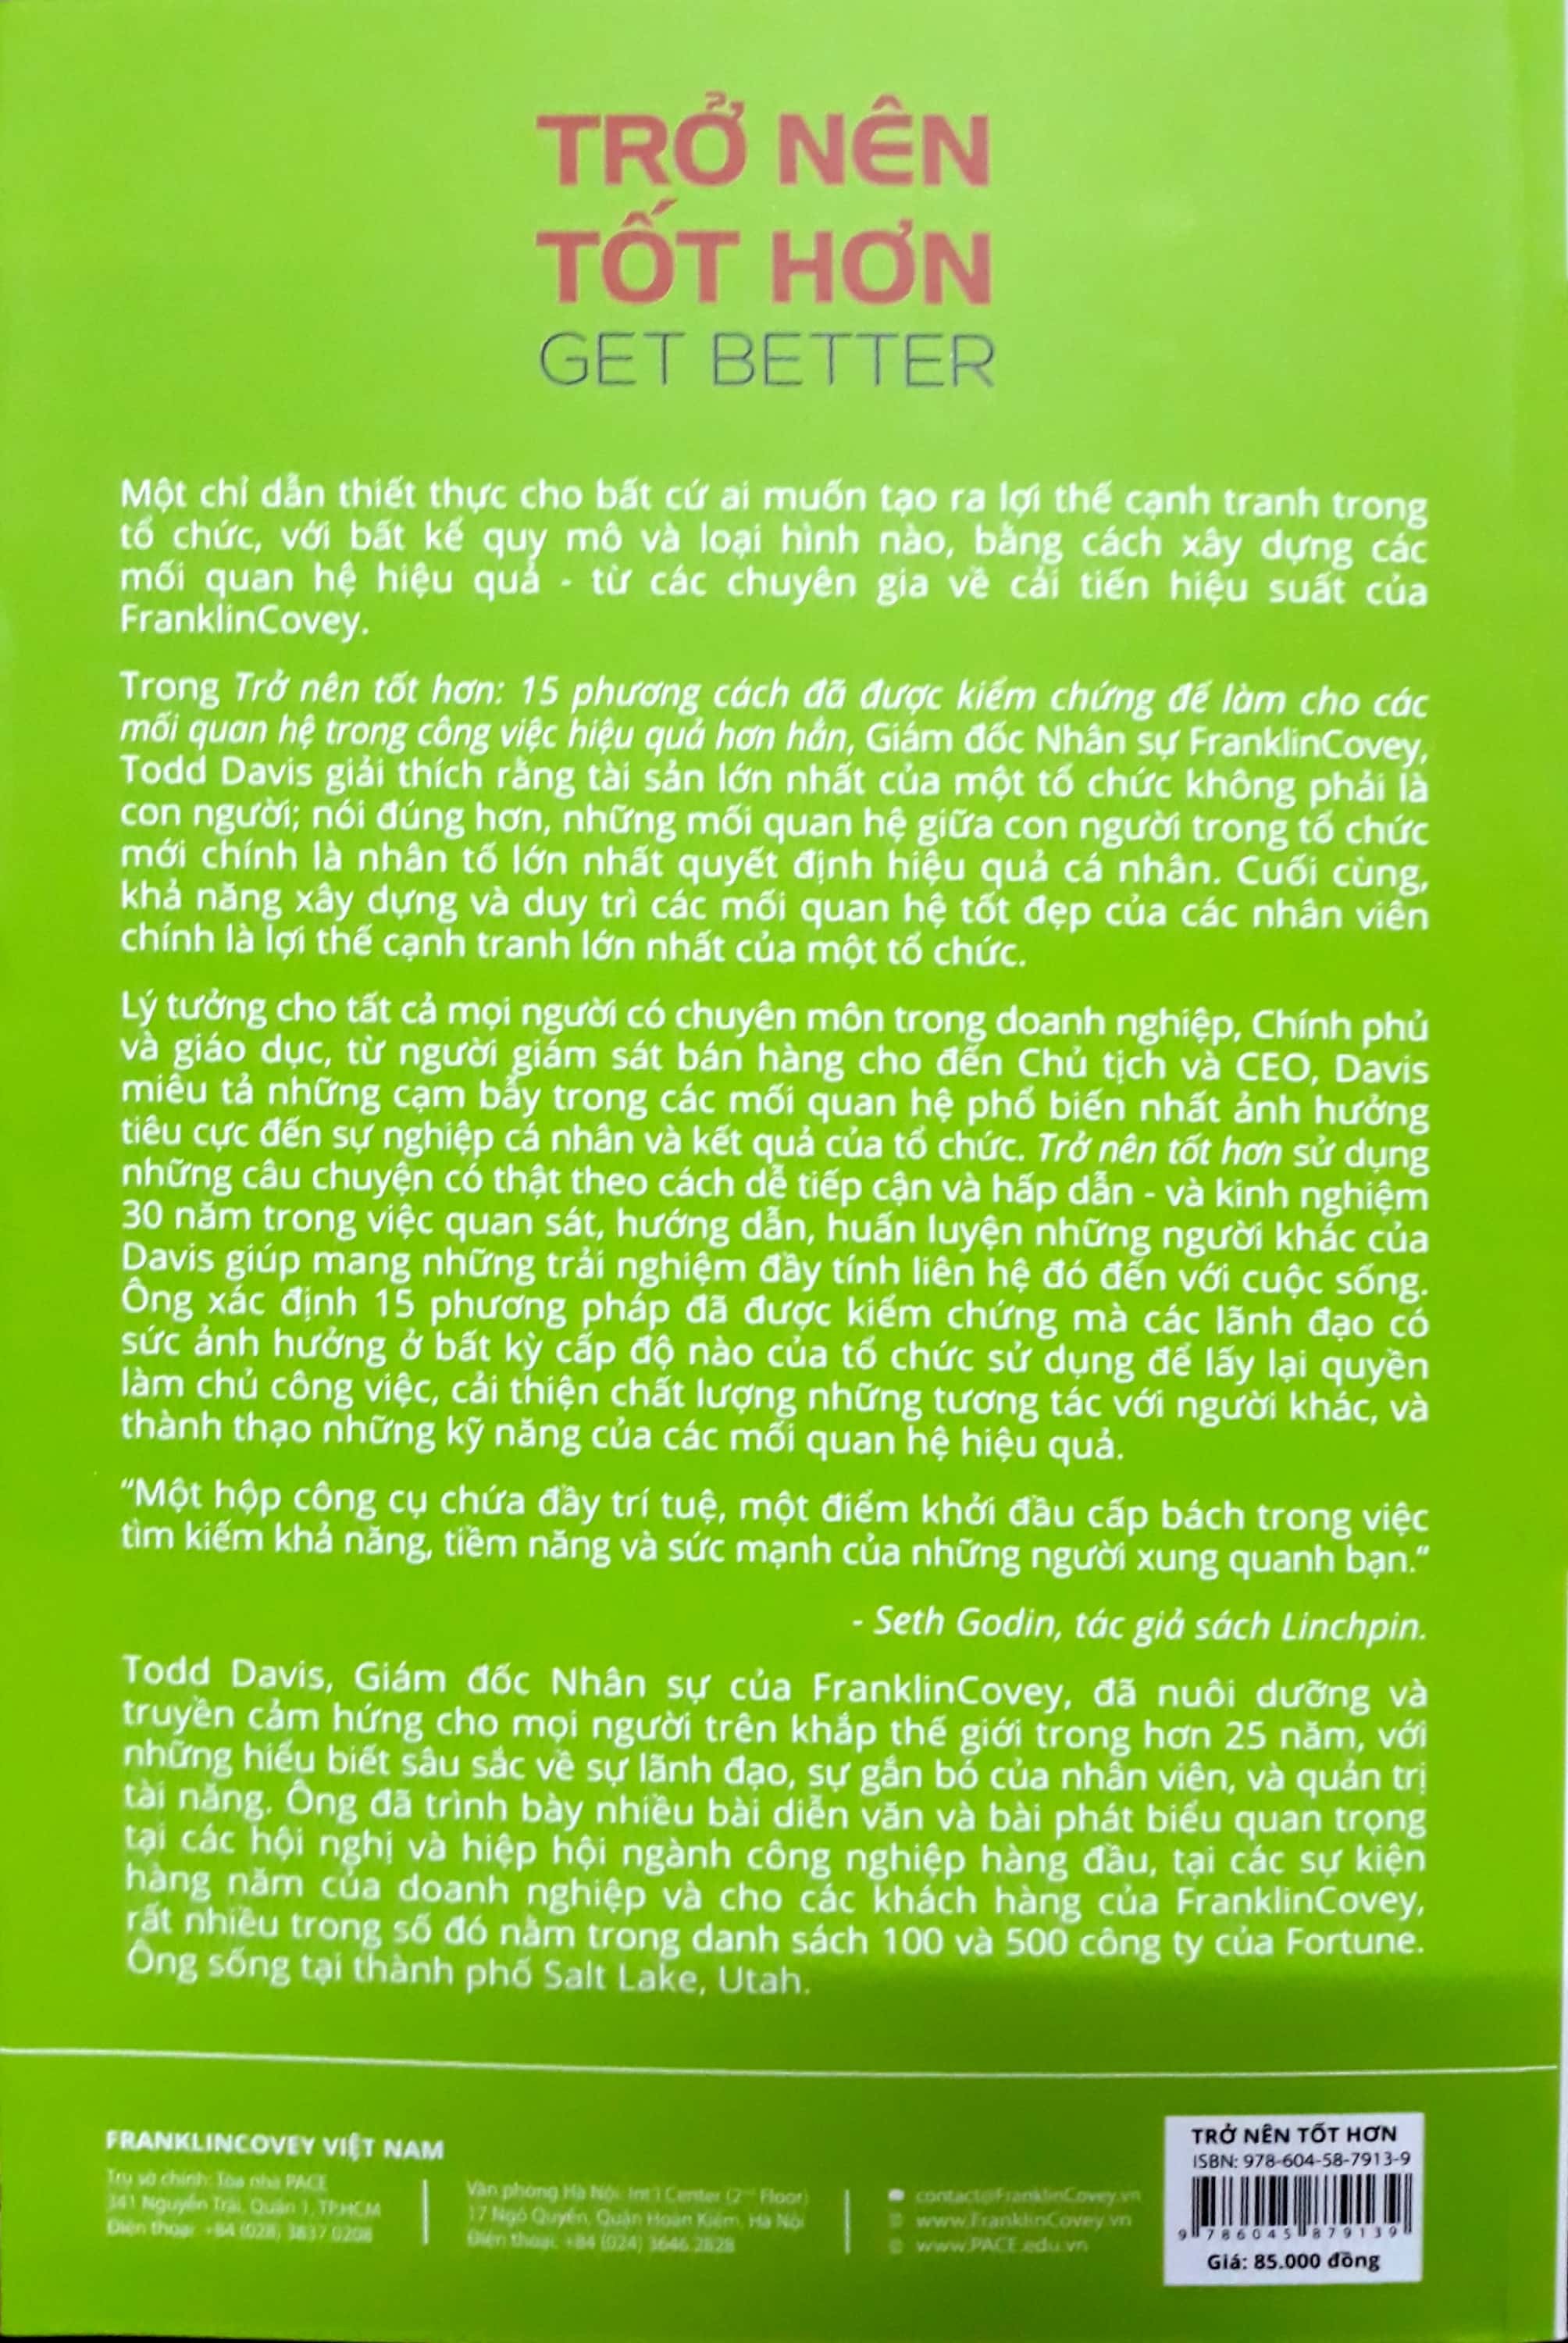 TRỞ NÊN
TỐT HƠN
GET BETTER
Một chỉ dẫn thiết thực cho bất cứ ai muốn tạo ra lợi thế cạnh tranh trong
tổ chức, với bất kể quy mô và loại hình nào, bằng cách xây dựng các
mối quan hệ hiệu quả - từ các chuyên gia về cải tiến hiệu suất của
FranklinCovey.
Trong Trở nên tốt hơn: 15 phương cách đã được kiểm chứng để làm cho các
mối quan hệ trong công việc hiệu quả hơn hẳn, Giám đốc Nhân sự FranklinCovey,
Todd Davis giải thích rằng tài sản lớn nhất của một tổ chức không phải là
con người; nói đúng hơn, những mối quan hệ giữa con người trong tổ chức
mới chính là nhân tố lớn nhất quyết định hiệu quả cá nhân. Cuối cùng,
khả năng xây dựng và duy trì các mối quan hệ tốt đẹp của các nhân viên
chính là lợi thế cạnh tranh lớn nhất của một tổ chức.
Lý tưởng cho tất cả mọi người có chuyên môn trong doanh nghiệp, Chính phủ
và giáo dục, từ người giám sát bán hàng cho đến Chủ tịch và CEO, Davis
miêu tả những cạm bẫy trong các mối quan hệ phổ biến nhất ảnh hưởng
tiêu cực đến sự nghiệp cá nhân và kết quả của tổ chức. Trở nên tốt hơn sử dụng
những câu chuyện có thật theo cách dễ tiếp cận và hấp dẫn - và kinh nghiệm
30 năm trong việc quan sát, hướng dẫn, huấn luyện những người khác của
Davis giúp mang những trải nghiệm đầy tính liên hệ đó đến với cuộc sống.
Ông xác định 15 phương pháp đã được kiểm chứng mà các lãnh đạo có
sức ảnh hưởng ở bất kỳ cấp độ nào của tổ chức sử dụng để lấy lại quyền
làm chủ công việc, cải thiện chất lượng những tương tác với người khác, và
thành thạo những kỹ năng của các mối quan hệ hiệu quả.
“Một hộp công cụ chứa đầy trí tuệ, một điểm khởi đầu cấp bách trong việc
tìm kiếm khả năng, tiềm năng và sức mạnh của những người xung quanh bạn.“
- Seth Godin, tác giả sách Linchpin.
Todd Davis, Giám đốc Nhân sự của FranklinCovey, đã nuôi dưỡng và
truyền cảm hứng cho mọi người trên khắp thế giới trong hơn 25 năm, với
những hiểu biết sâu sắc về sự lãnh đạo, sự gắn bó của nhân viên, và quản trị
tài năng. Ông đã trình bày nhiều bài diễn văn và bài phát biểu quan trọng
tại các hội nghị và hiệp hội ngành công nghiệp hàng đầu, tại các sự kiện
hàng năm của doanh nghiệp và cho các khách hàng của FranklinCovey,
rất nhiều trong số đó nằm trong danh sách 100 và 500 công ty của Fortune.
Ông sống tại thành phố Salt Lake, Utah.
FRANKLINCOVEY VIỆT NAM
Trụ sở chính: Tòa nhà PACE
341 Nguyễn Trãi, Quận 1, TP.HCM
Điện thoại: +84 (028) 3837 0208
Văn phòng Hà Nội: Int'l Center (2nd Floor)
17 Ngô Quyền, Quận Hoàn Kiếm, Hà Nội
Điện thoại: +84 (024) 3646 2828
contact@FranklinCovey.vn
www.FranklinCovey.vn
www.PACE.edu.vn
TRỞ NÊN TỐT HƠN
ISBN: 978-604-58-7913-9
9 786045 879139
Giá: 85.000 đồng